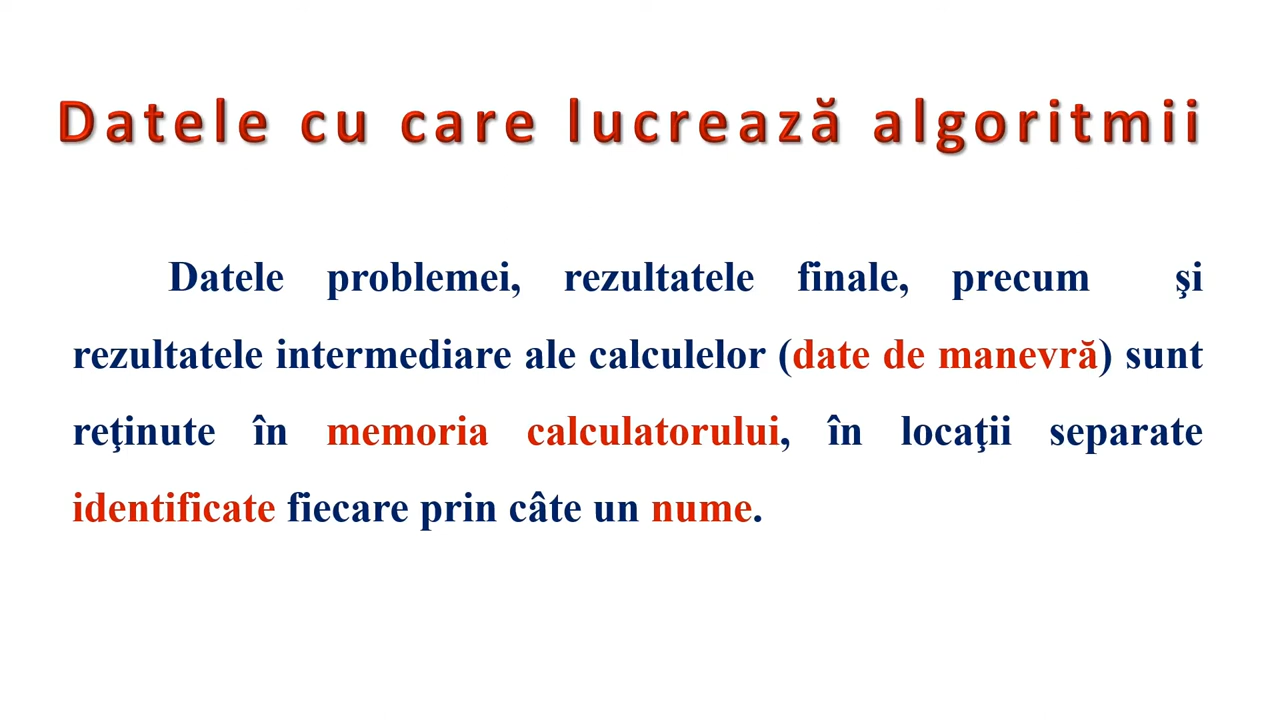 Datele cu care lucrează algoritmii
Datele problemei, rezultatele finale, precum şi
rezultatele intermediare ale calculelor (date de manevră) sunt
reţinute în memoria calculatorului, în locaţii separate
identificate fiecare prin câte un nume.